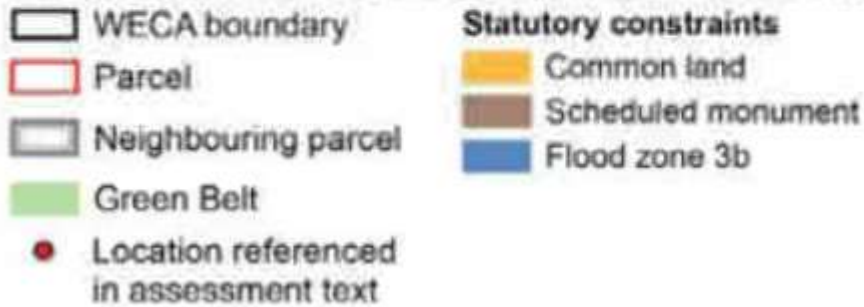 WECA boundary
Parcel
Neighbouring parcel
Green Belt
Location referenced
in assessment text
Statutory constraints
Common land
Scheduled monument
Flood zone 3b